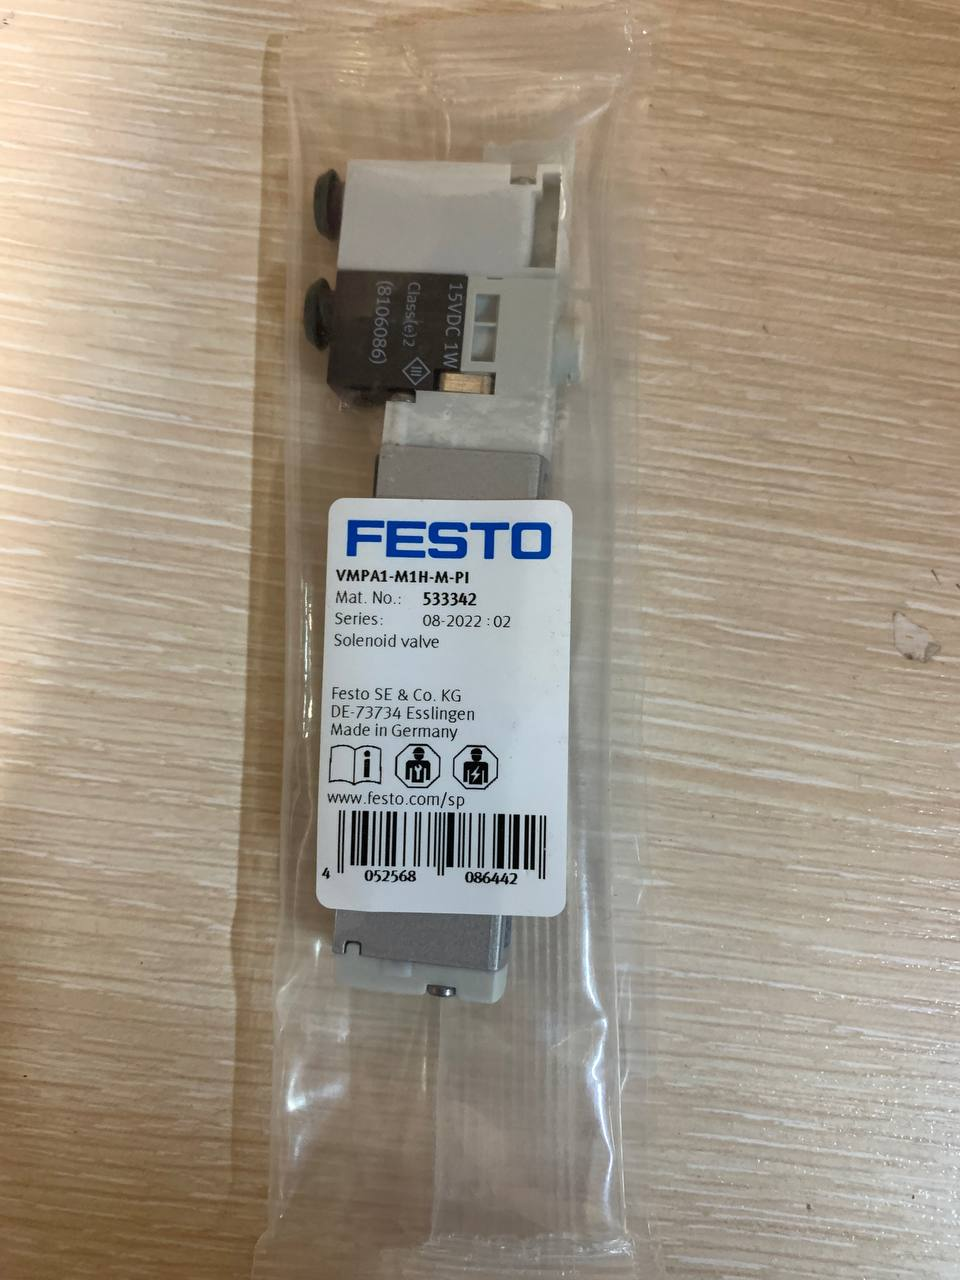 15VDC 1W
Class(e)2
(8106086)
FESTO
VMPA1-M1H-M-PI
Mat. No.: 533342
Series: 08-2022 : 02
Solenoid valve
Festo SE & Co. KG
DE-73734 Esslingen
Made in Germany
www.festo.com/sp
4 052568 086442